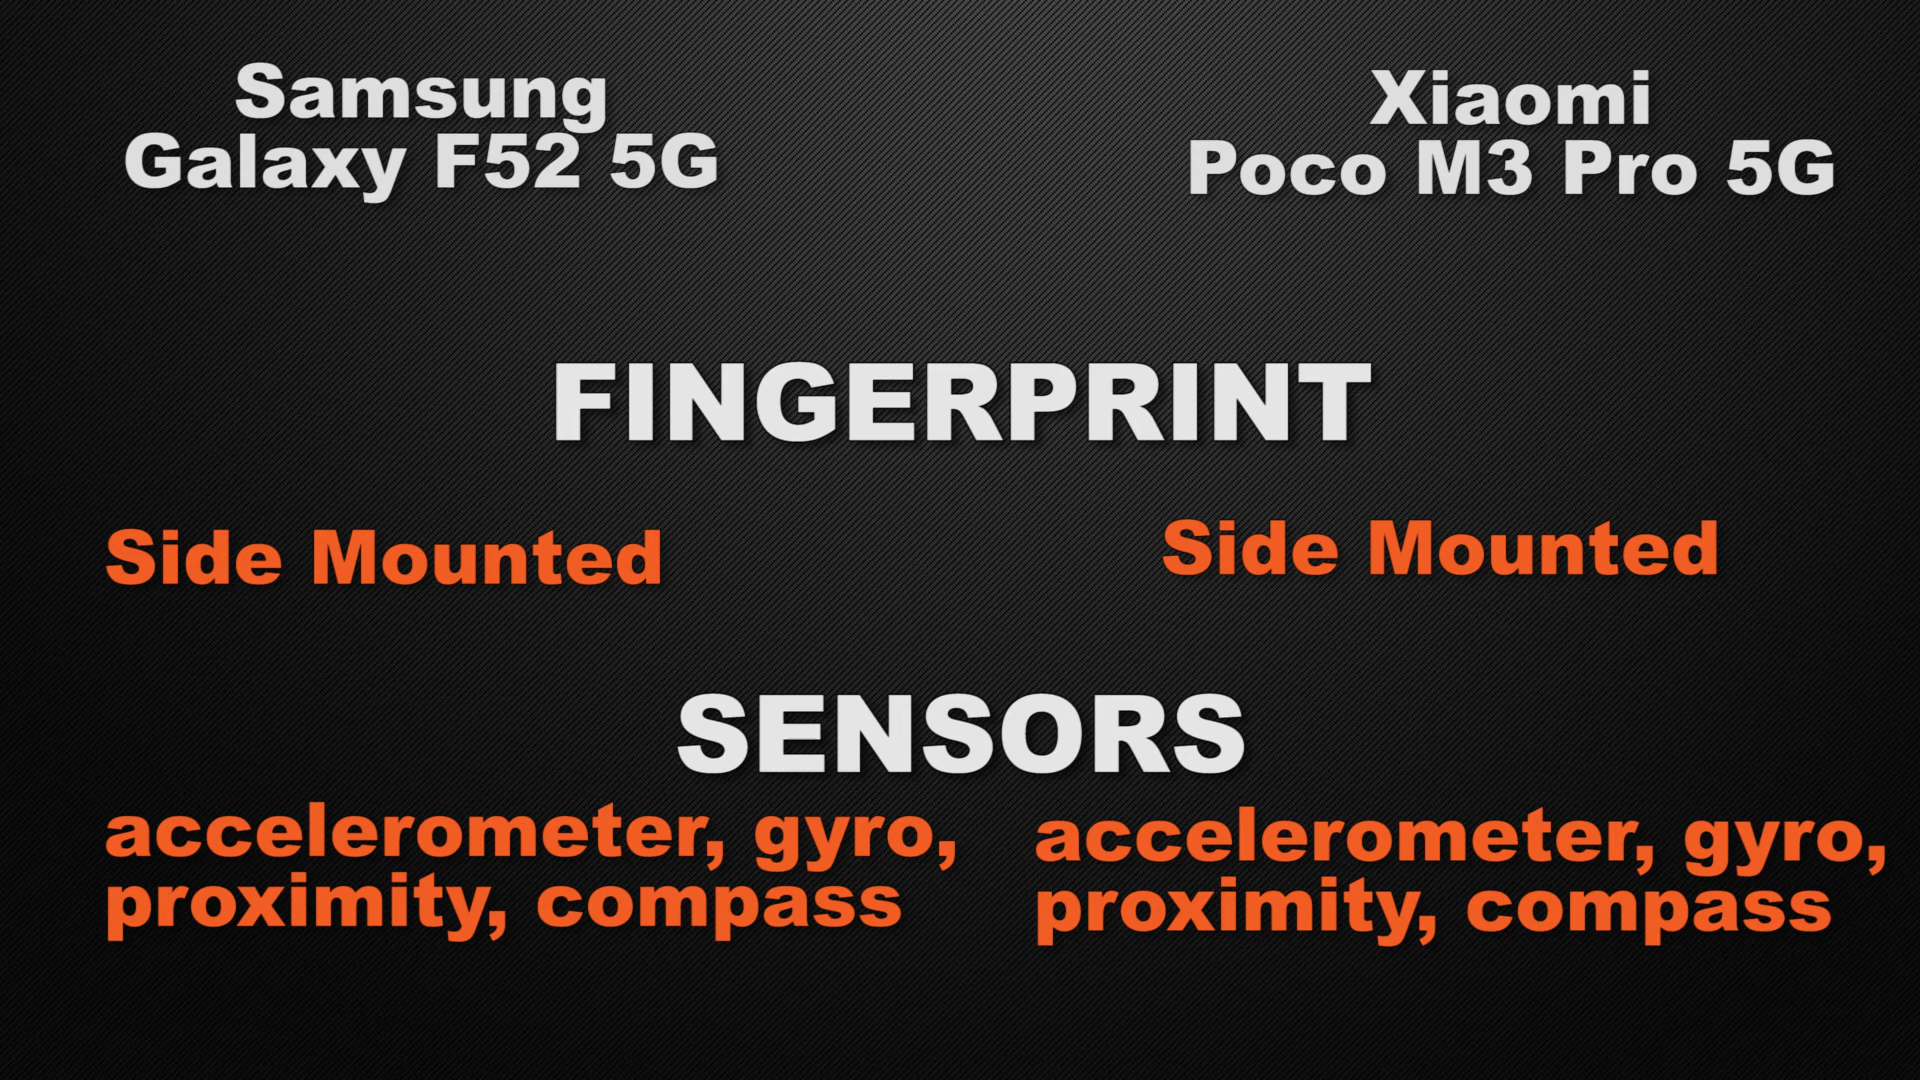 Samsung
Galaxy F52 5G
Xiaomi
Poco M3 Pro 5G
FINGERPRINT
Side Mounted
Side Mounted
SENSORS
accelerometer, gyro,
proximity, compass
accelerometer, gyro,
proximity, compass